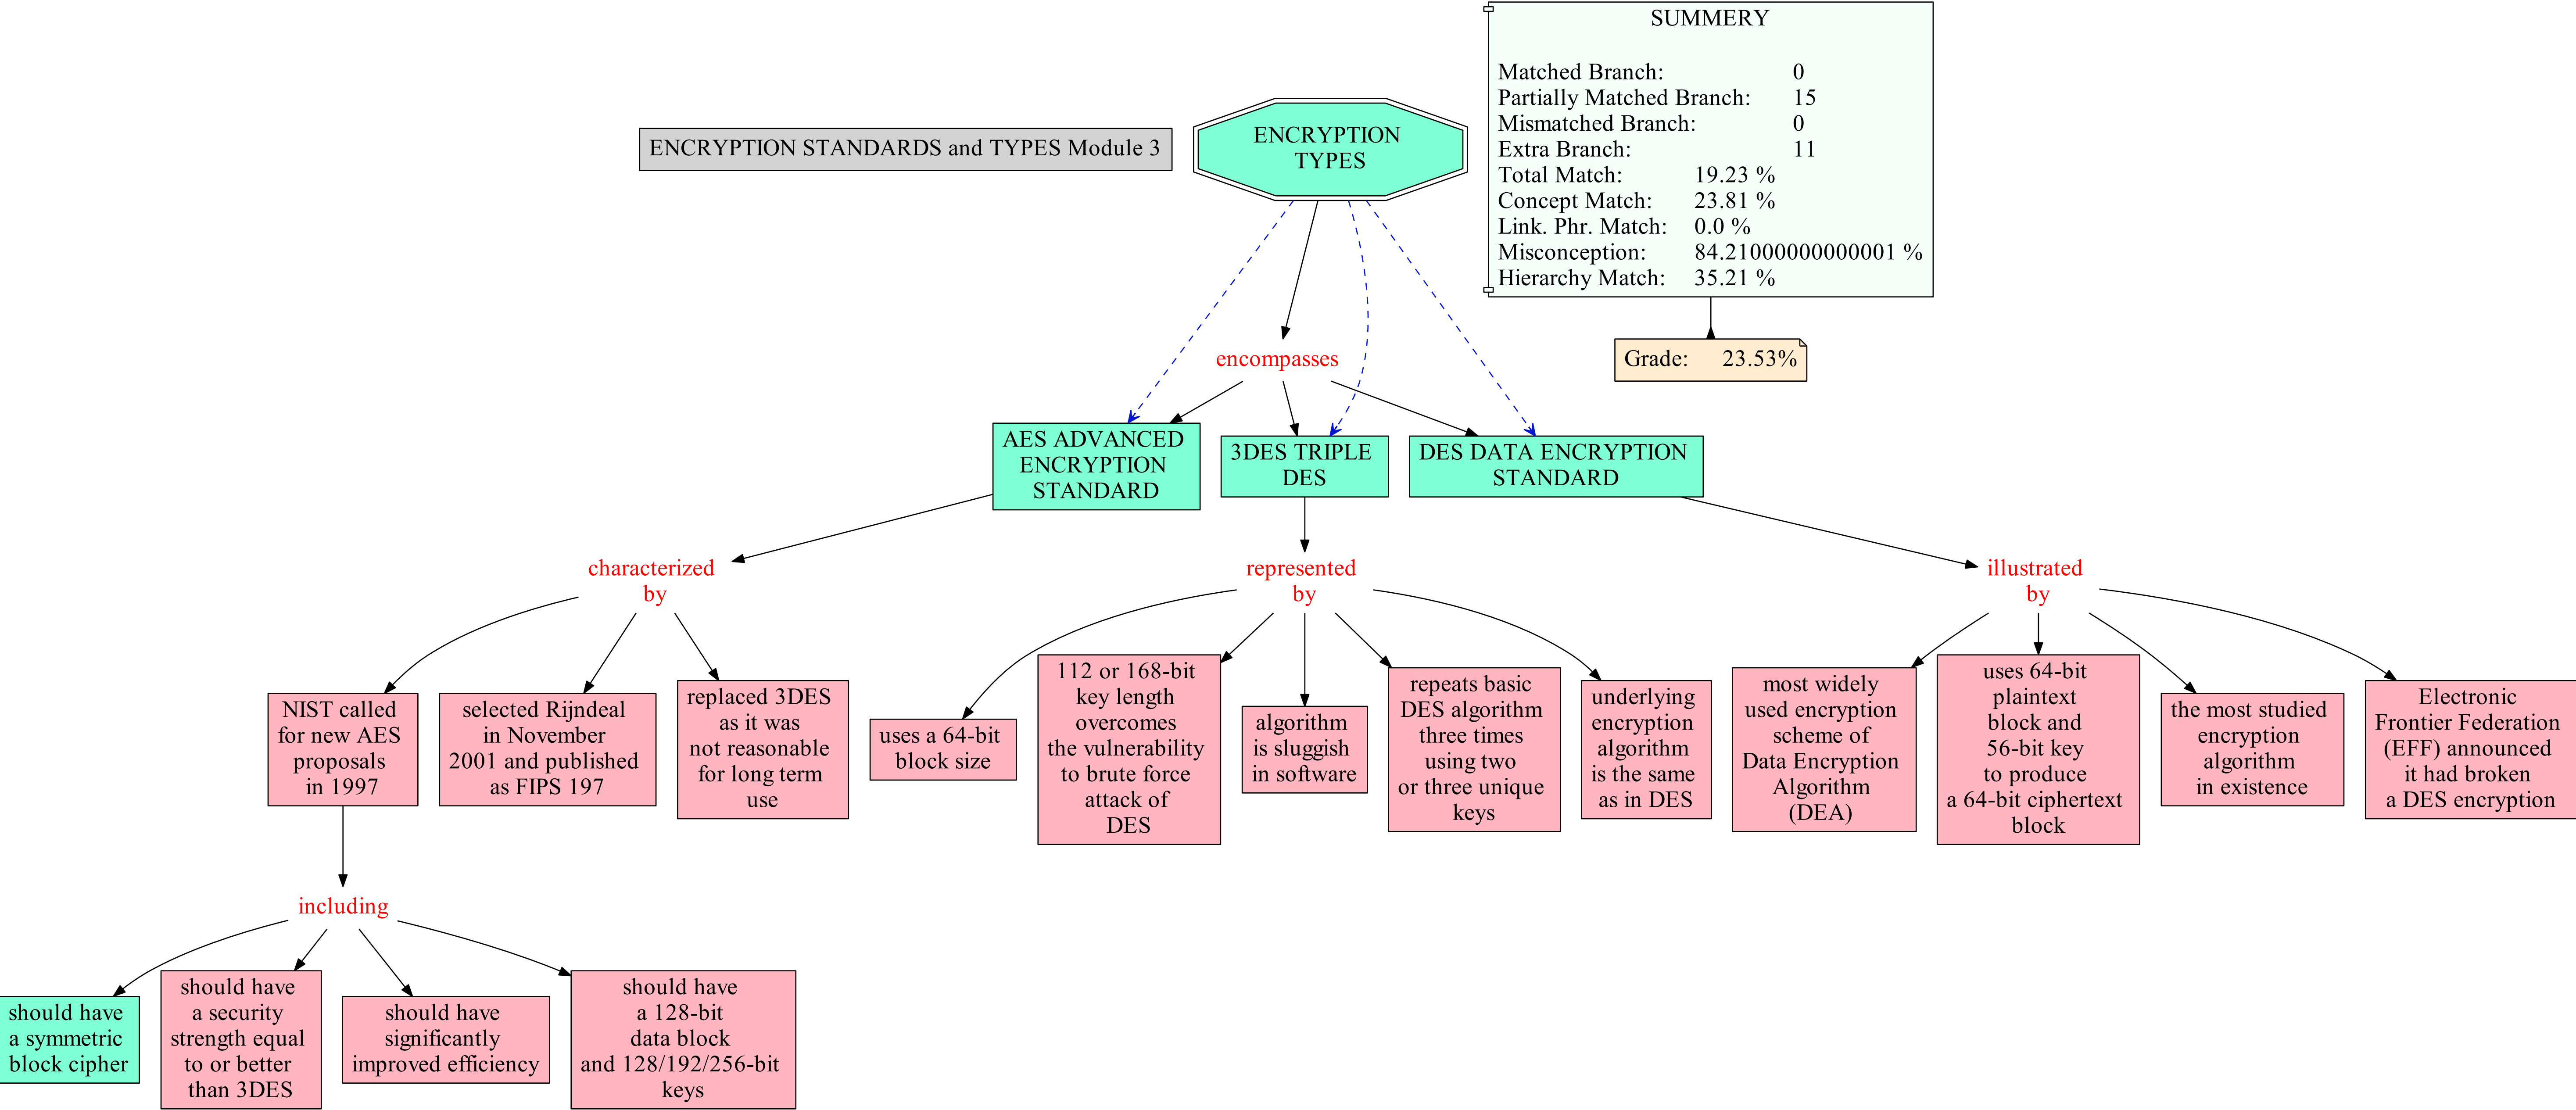 SUMMERY
Matched Branch: 0
Partially Matched Branch: 15
Mismatched Branch: 0
Extra Branch: 11
Total Match: 19.23 %
Concept Match: 23.81 %
Link. Phr. Match: 0.0 %
Misconception: 84.21000000000001 %
Hierarchy Match: 35.21 %
ENCRYPTION STANDARDS and TYPES Module 3
ENCRYPTION
TYPES
Grade: 23.53%
encompasses
AES ADVANCED
ENCRYPTION
STANDARD
3DES TRIPLE
DES
DES DATA ENCRYPTION
STANDARD
characterized
by
represented
by
illustrated
by
NIST called
for new AES
proposals
in 1997
selected Rijndeal
in November
2001 and published
as FIPS 197
replaced 3DES
as it was
not reasonable
for long term
use
uses a 64-bit
block size
112 or 168-bit
key length
overcomes
the vulnerability
to brute force
attack of
DES
algorithm
is sluggish
in software
repeats basic
DES algorithm
three times
using two
or three unique
keys
underlying
encryption
algorithm
is the same
as in DES
most widely
used encryption
scheme of
Data Encryption
Algorithm
(DEA)
uses 64-bit
plaintext
block and
56-bit key
to produce
a 64-bit ciphertext
block
the most studied
encryption
algorithm
in existence
Electronic
Frontier Federation
(EFF) announced
it had broken
a DES encryption
including
should have
a symmetric
block cipher
should have
a security
strength equal
to or better
than 3DES
should have
significantly
improved efficiency
should have
a 128-bit
data block
and 128/192/256-bit
keys